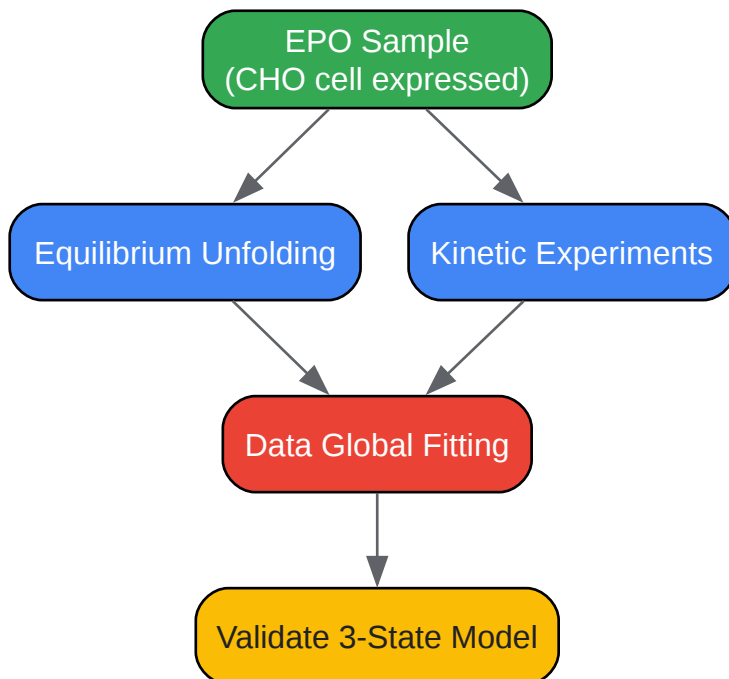 EPO Sample
(CHO cell expressed)
Equilibrium Unfolding
Kinetic Experiments
Data Global Fitting
Validate 3-State Model